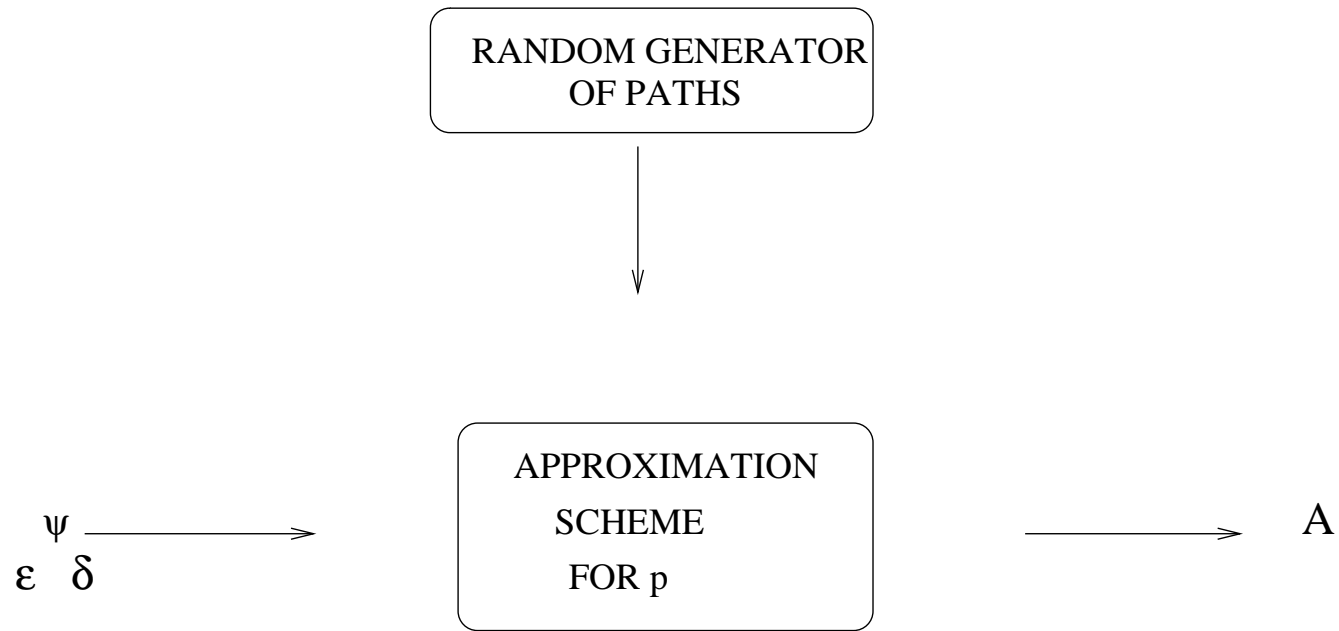 RANDOM GENERATOR
OF PATHS
APPROXIMATION
SCHEME
FOR p
ψ
ε δ
A